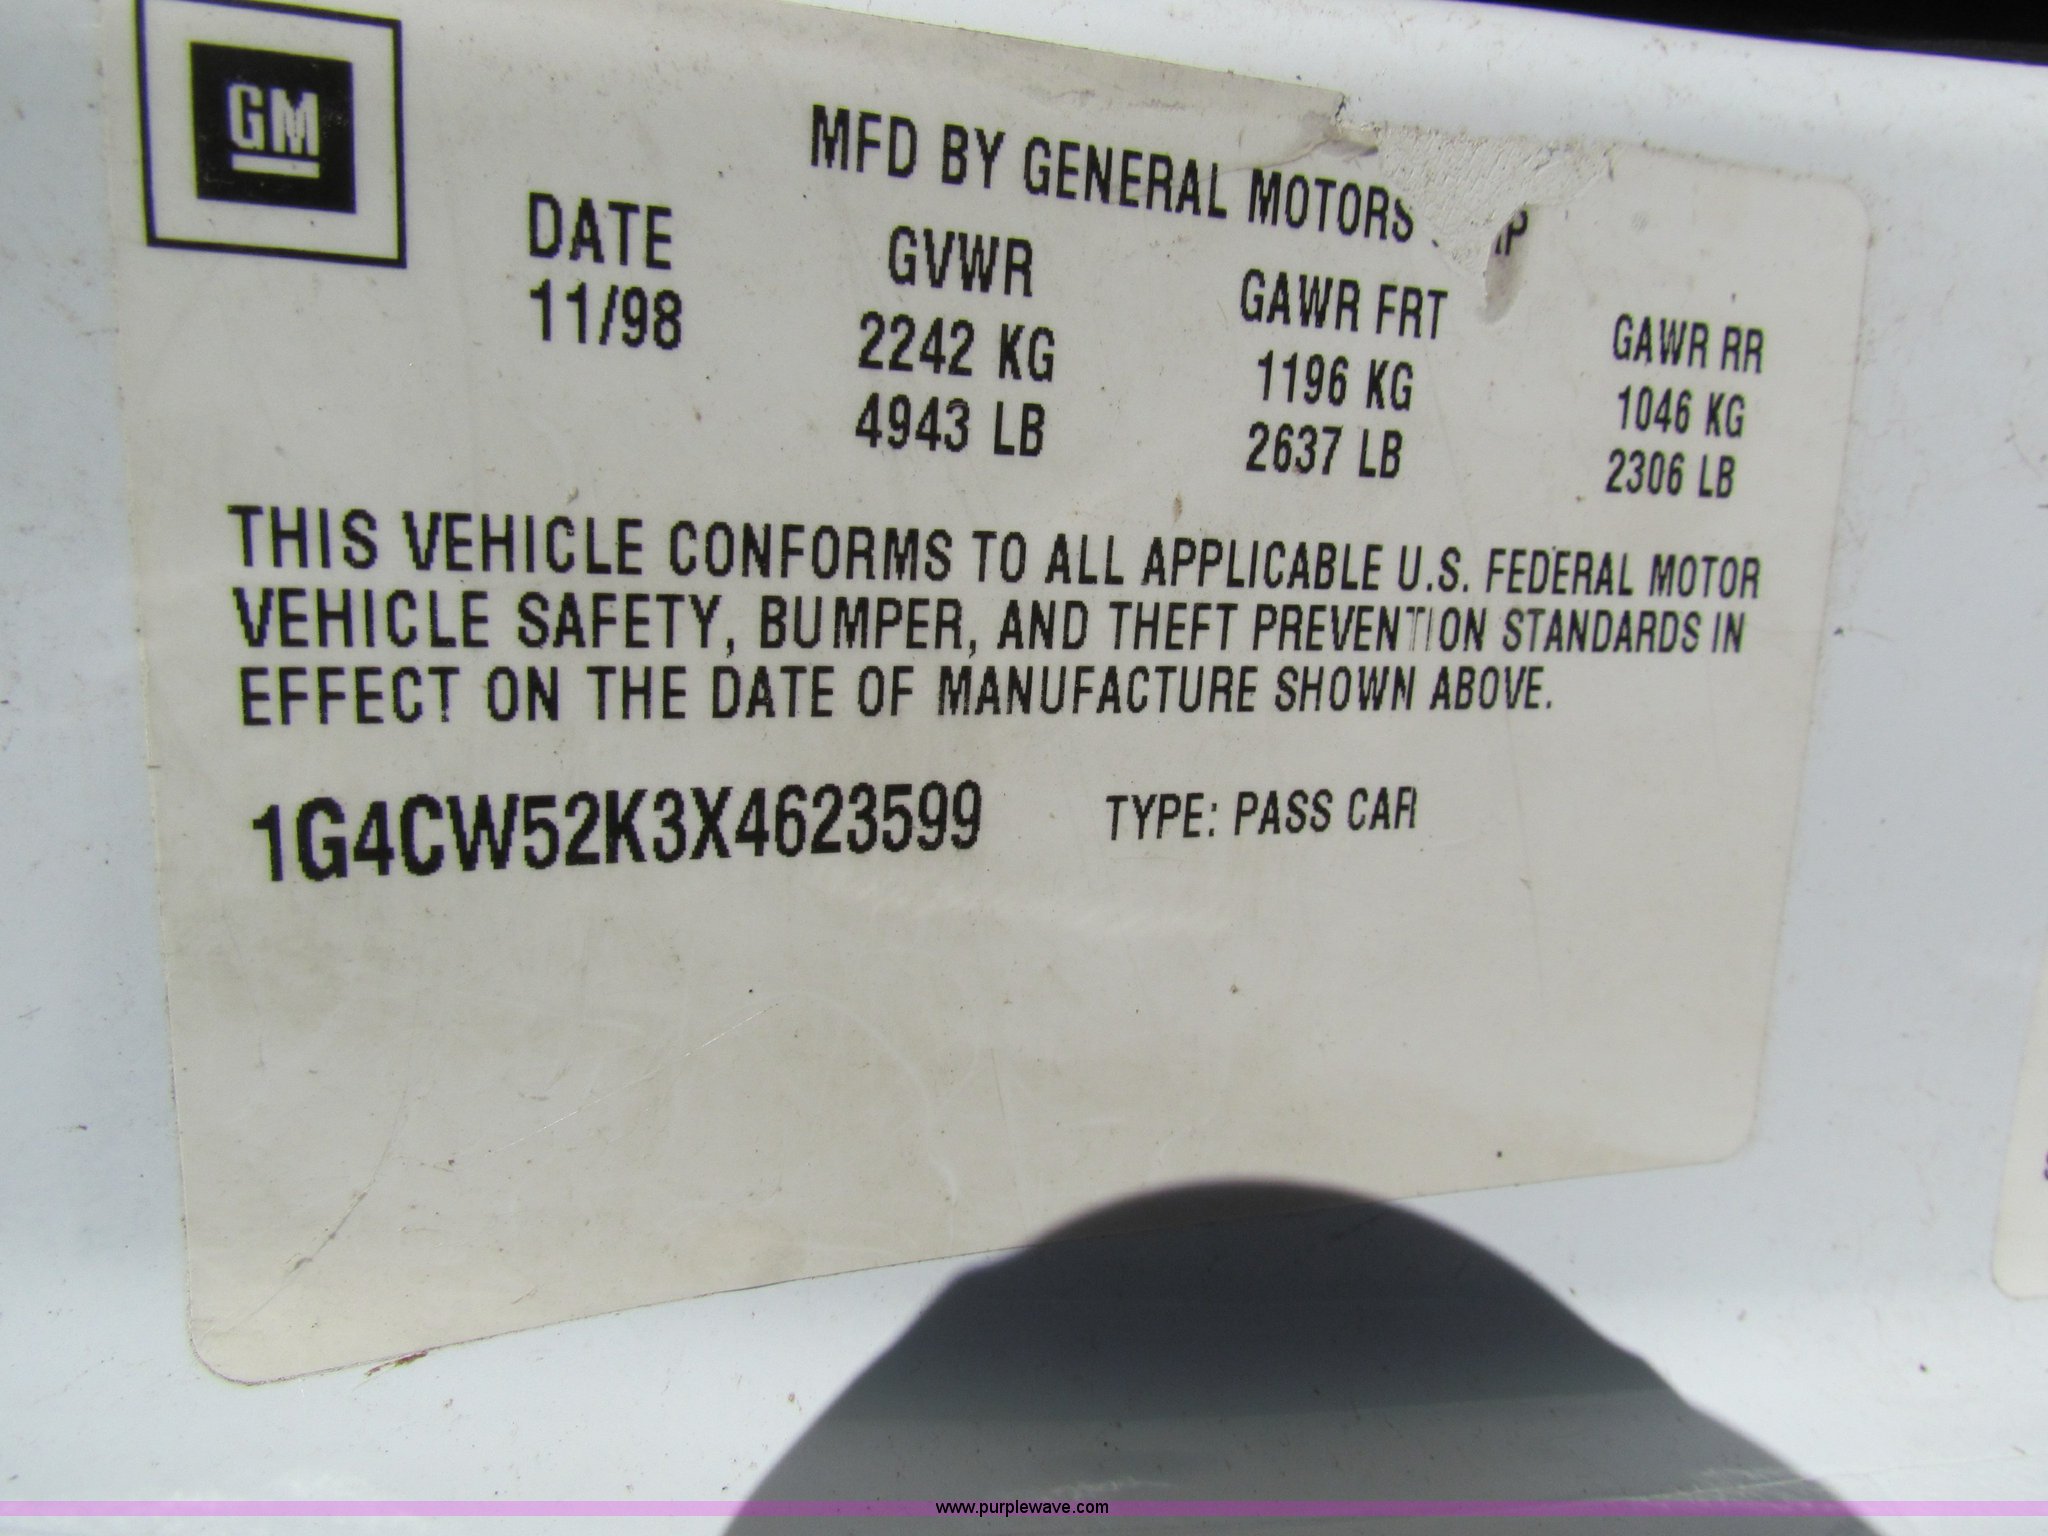 GM
MFD BY GENERAL MOTORS
DATE GVWR GAWR FRT GAWR RR
11/98 2242 KG 1196 KG 1046 KG
4943 LB 2637 LB 2306 LB
THIS VEHICLE CONFORMS TO ALL APPLICABLE U.S. FEDERAL MOTOR
VEHICLE SAFETY, BUMPER, AND THEFT PREVENTION STANDARDS IN
EFFECT ON THE DATE OF MANUFACTURE SHOWN ABOVE.
1G4CW52K3X4623599 TYPE: PASS CAR
www.purplewave.com